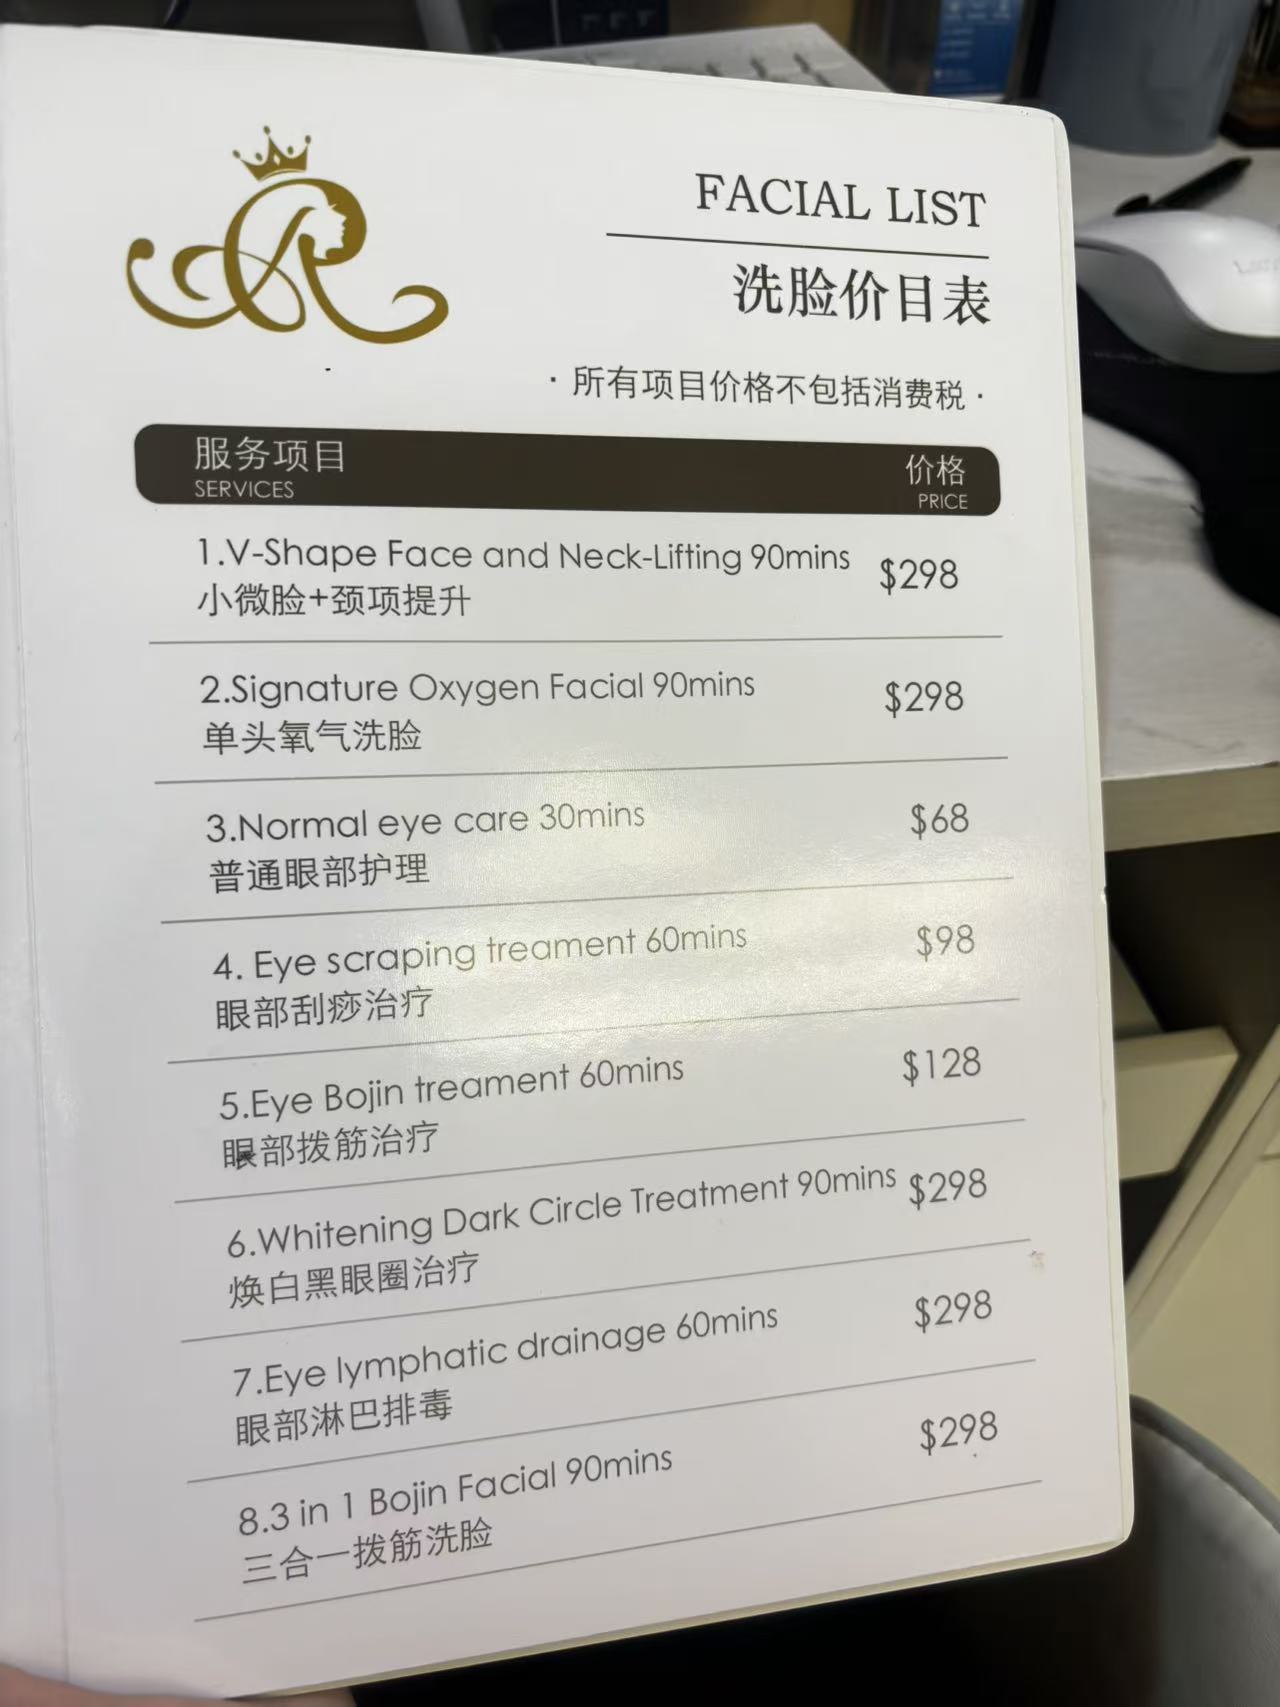 FACIAL LIST
洗脸价目表
·所有项目价格不包括消费税·
服务项目 价格
SERVICES PRICE
1.V-Shape Face and Neck-Lifting 90mins $298
小微脸+颈项提升
2.Signature Oxygen Facial 90mins $298
单头氧气洗脸
3.Normal eye care 30mins $68
普通眼部护理
4. Eye scraping treament 60mins $98
眼部刮痧治疗
5.Eye Bojin treament 60mins $128
眼部拨筋治疗
6.Whitening Dark Circle Treatment 90mins $298
焕白黑眼圈治疗
7.Eye lymphatic drainage 60mins $298
眼部淋巴排毒
8.3 in 1 Bojin Facial 90mins $298
三合一拨筋洗脸